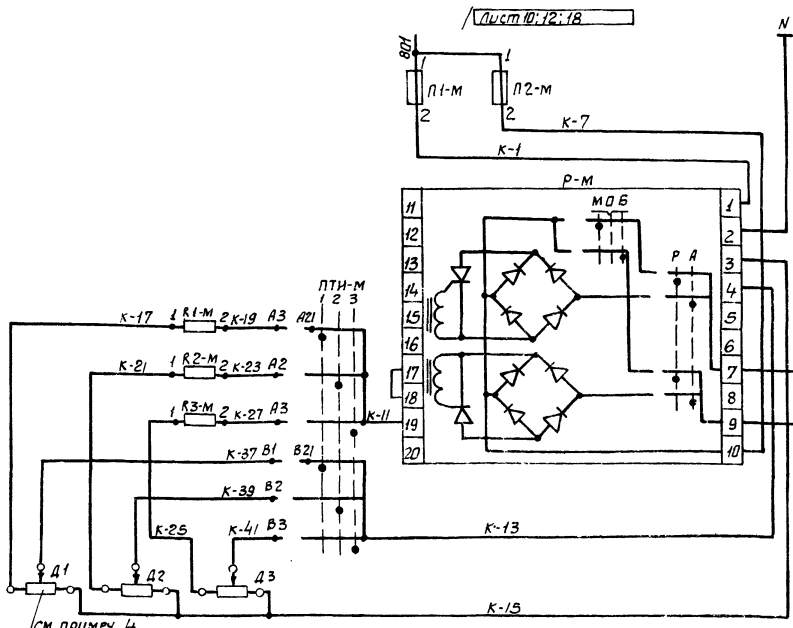 Лист 10; 12; 18
N
801
1
1
П1-М
П2-М
2
2
К-7
К-1
Р-М
11
12
13
14
15
16
17
18
19
20
М О Б
Р А
1
2
3
4
5
6
7
8
9
10
ПТИ-М
1 2 3
К-17
1 R1-М 2
К-19
А3
А21
К-21
1 R2-М 2
К-23
А2
1 R3-М 2
К-27
А3
К-11
К-37
В1
В21
К-39
В2
К-25
К-41
В3
К-13
Д1
Д2
Д3
К-15
см. примеч. 4